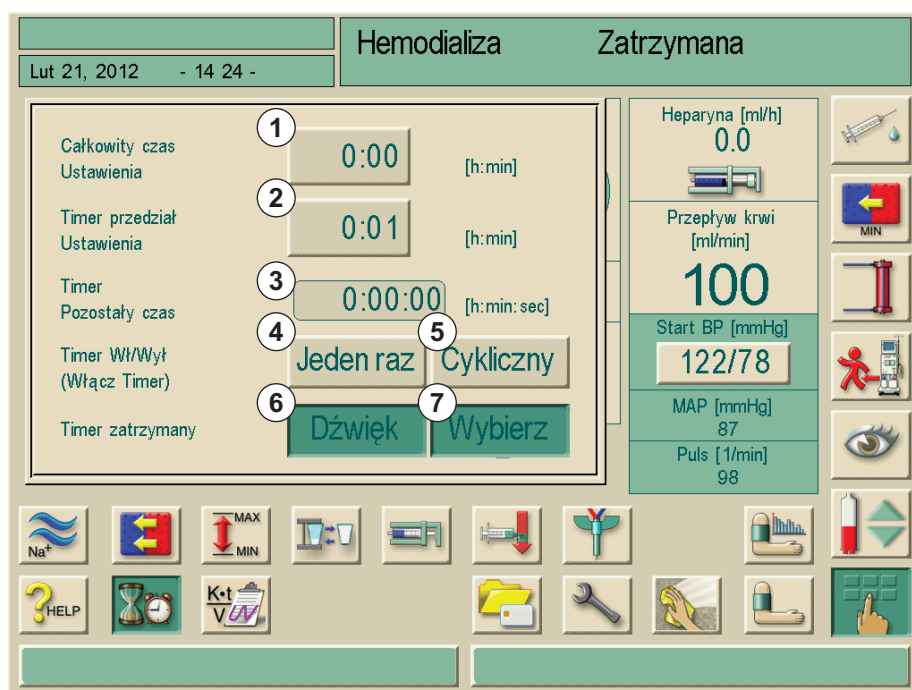 Hemodializa Zatrzymana
Lut 21, 2012 - 14 24 -
1
Całkowity czas
Ustawienia
0:00 [h:min]
2
Timer przedział
Ustawienia
0:01 [h:min]
3
Timer
Pozostały czas
0:00:00 [h:min:sec]
4
5
Timer Wł/Wył
(Włącz Timer)
Jeden raz Cykliczny
6
7
Timer zatrzymany
Dźwięk Wybierz
Heparyna [ml/h]
0.0
Przepływ krwi
[ml/min]
100
Start BP [mmHg]
122/78
MAP [mmHg]
87
Puls [1/min]
98
MIN
Na+
MAX
MIN
HELP
K•t
V